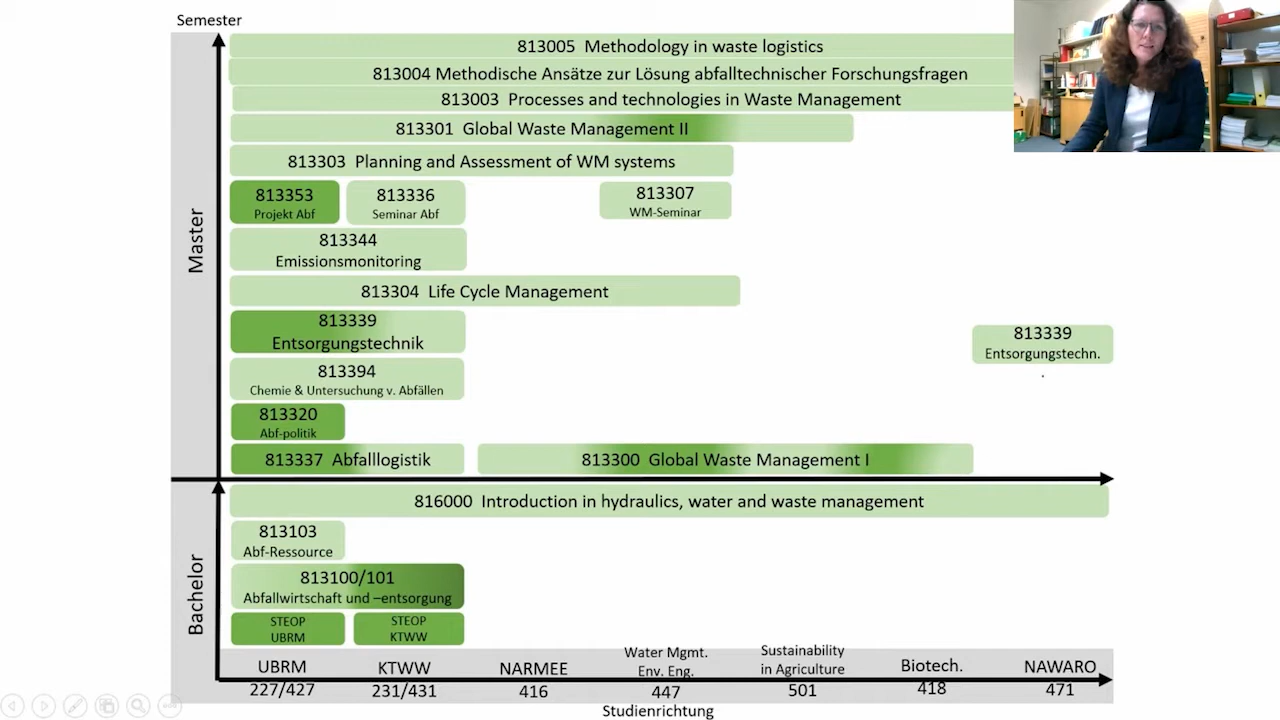 Semester
813005 Methodology in waste logistics
813004 Methodische Ansätze zur Lösung abfalltechnischer Forschungsfragen
813003 Processes and technologies in Waste Management
813301 Global Waste Management II
813303 Planning and Assessment of WM systems
813353
Projekt Abf
813336
Seminar Abf
813307
WM-Seminar
813344
Emissionsmonitoring
813304 Life Cycle Management
813339
Entsorgungstechnik
813339
Entsorgungstechn.
813394
Chemie & Untersuchung v. Abfällen
813320
Abf-politik
813337 Abfalllogistik
813300 Global Waste Management I
Master
816000 Introduction in hydraulics, water and waste management
813103
Abf-Ressource
813100/101
Abfallwirtschaft und –entsorgung
STEOP
UBRM
STEOP
KTWW
Bachelor
UBRM
227/427
KTWW
231/431
NARMEE
416
Water Mgmt.
Env. Eng.
447
Sustainability
in Agriculture
501
Biotech.
418
NAWARO
471
Studienrichtung